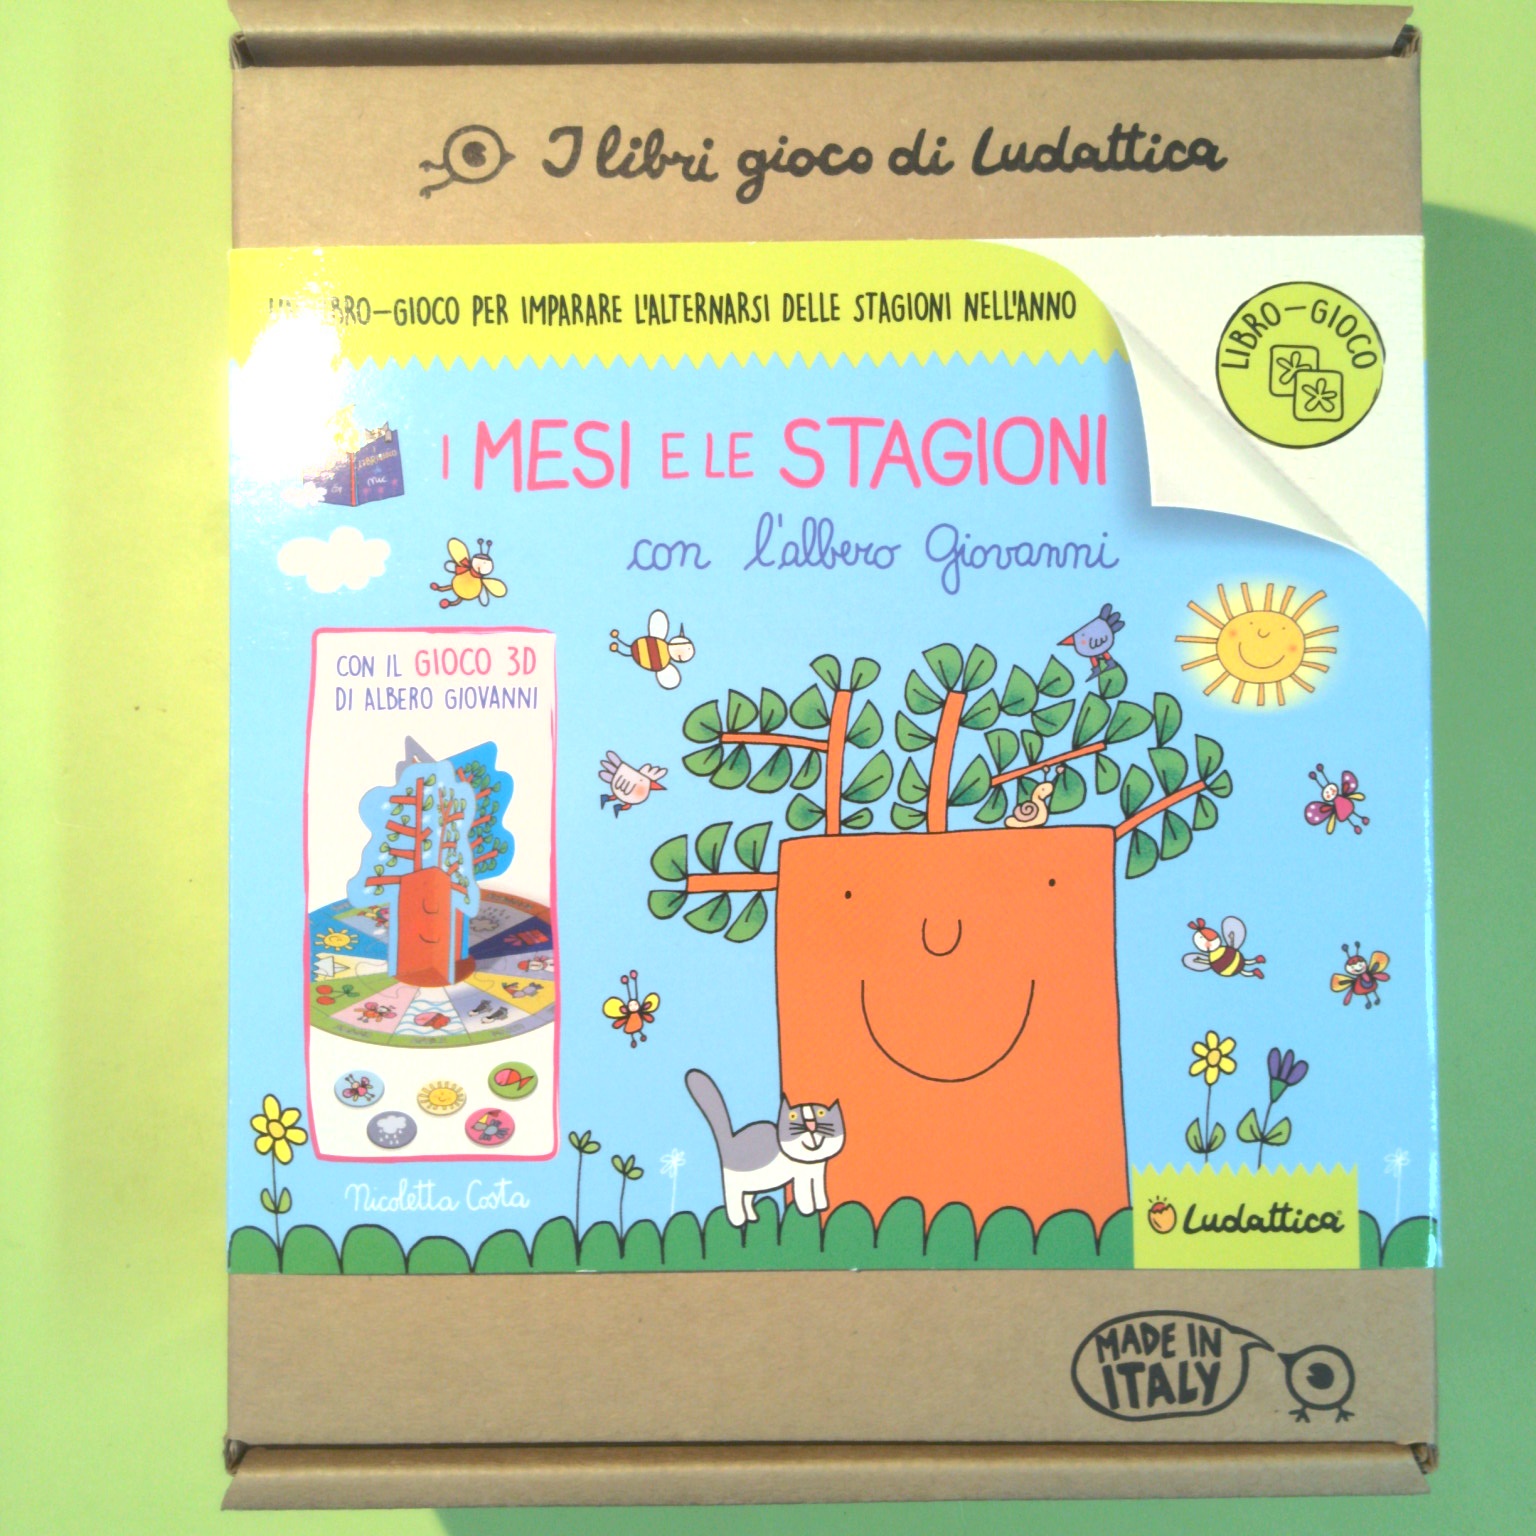 I libri gioco di Ludattica
LIBRO-GIOCO PER IMPARARE L'ALTERNARSI DELLE STAGIONI NELL'ANNO
LIBRO-GIOCO
I MESI E LE STAGIONI
con l'albero Giovanni
CON IL GIOCO 3D
DI ALBERO GIOVANNI
Nicoletta Costa
Ludattica
MADE IN
ITALY